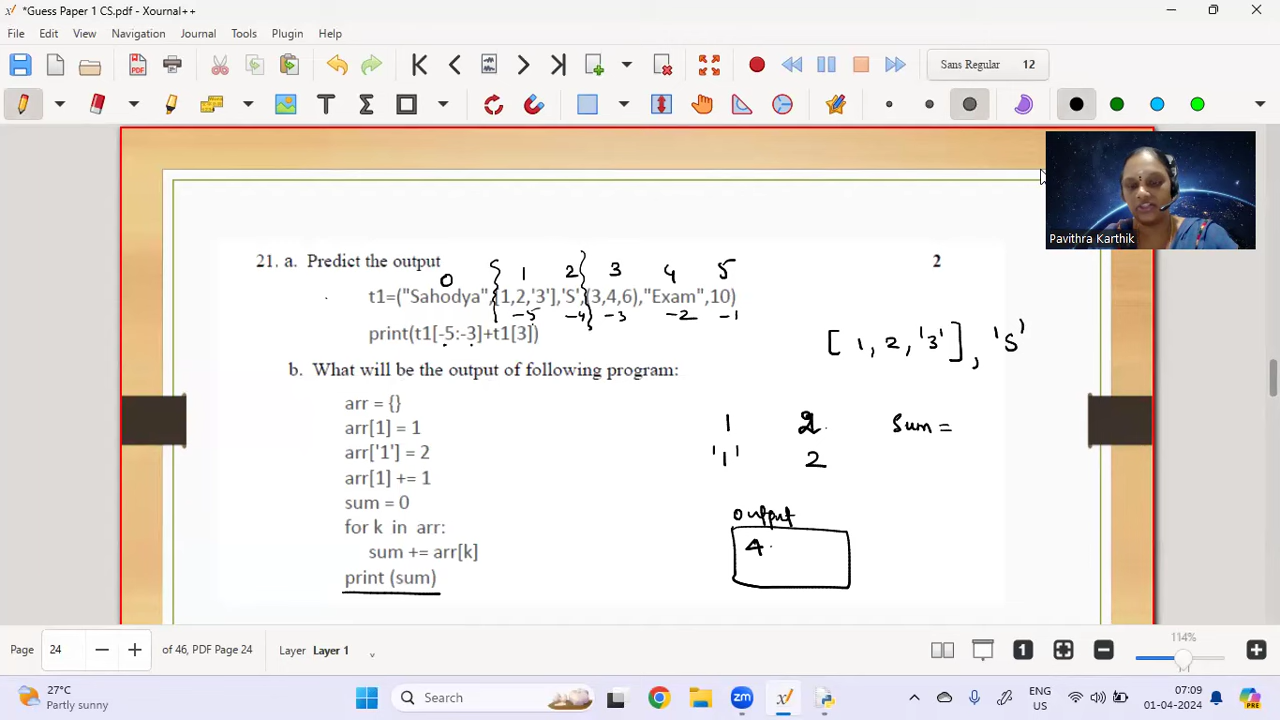 *Guess Paper 1 CS.pdf - Xournal++
File Edit View Navigation Journal Tools Plugin Help
Sans Regular 12
Pavithra Karthik
21. a. Predict the output 2
0 1 2 3 4 5
t1=("Sahodya",[1,2,'3'],'S',(3,4,6),"Exam",10)
-5 -4 -3 -2 -1
print(t1[-5:-3]+t1[3])
[ 1, 2, '3' ], 'S'
b. What will be the output of following program:
arr = {}
arr[1] = 1
1 2 Sum =
arr['1'] = 2
'1' 2
arr[1] += 1
sum = 0
output
for k in arr:
4
sum += arr[k]
print (sum)
Page 24 of 46, PDF Page 24 Layer Layer 1 114%
27°C
Partly sunny
Search
ENG
US
07:09
01-04-2024